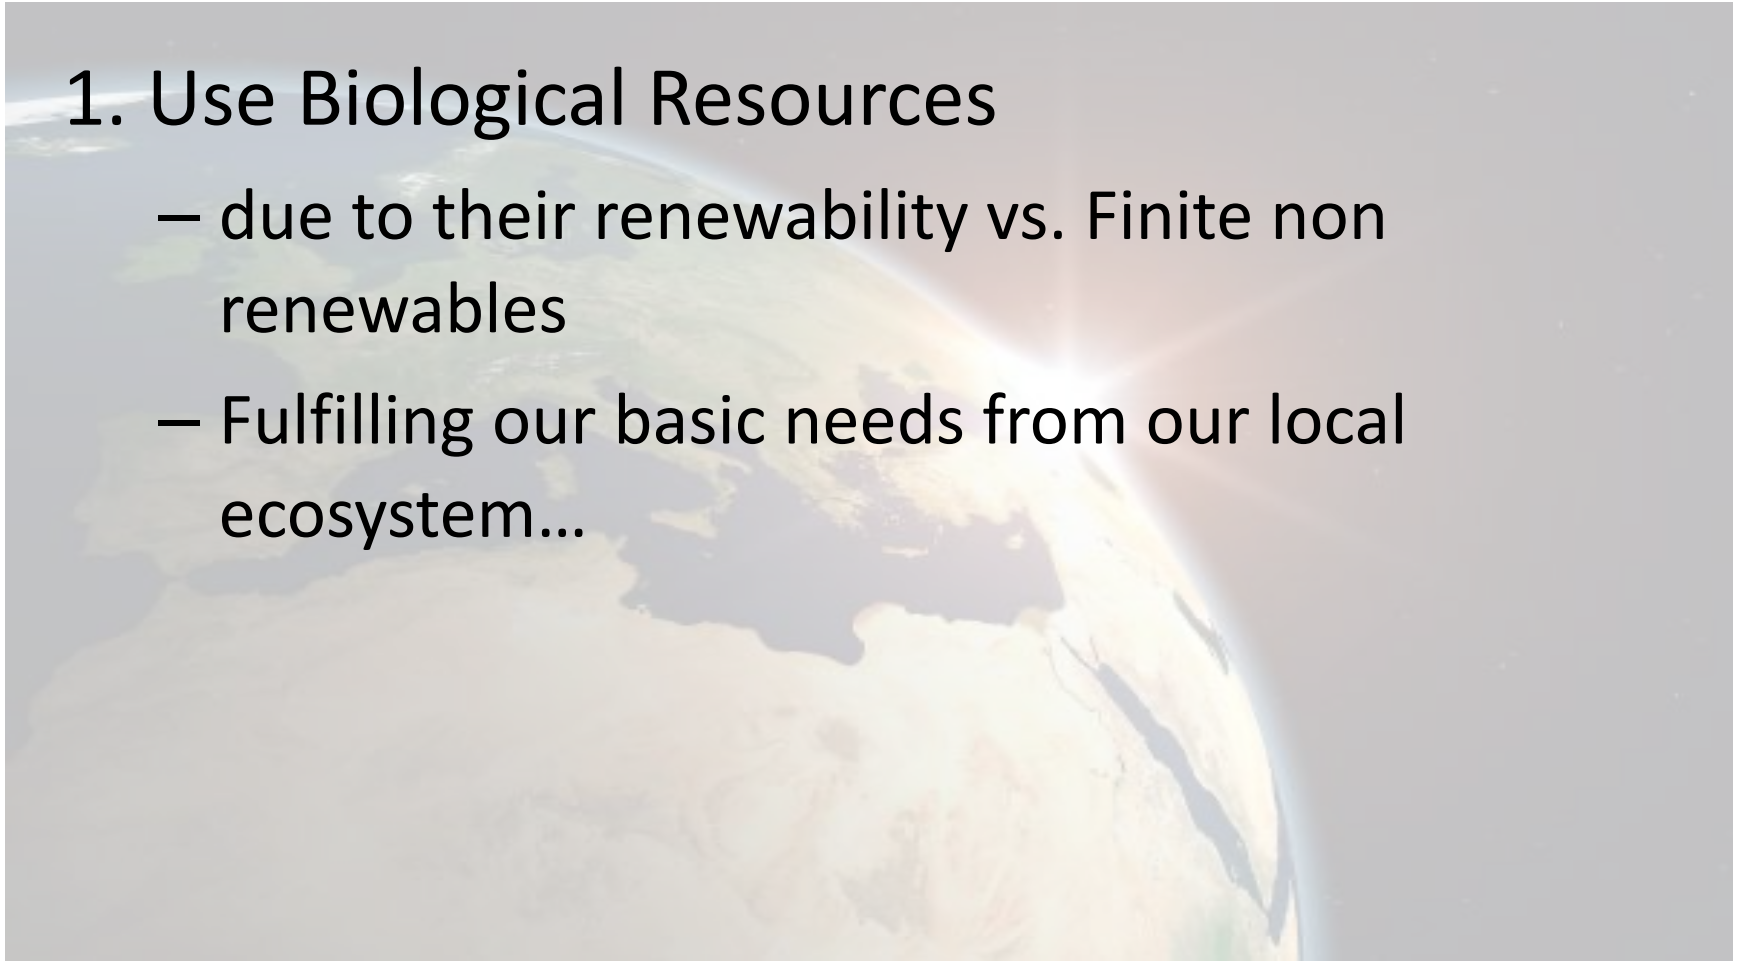 1. Use Biological Resources
– due to their renewability vs. Finite non
renewables
– Fulfilling our basic needs from our local
ecosystem…